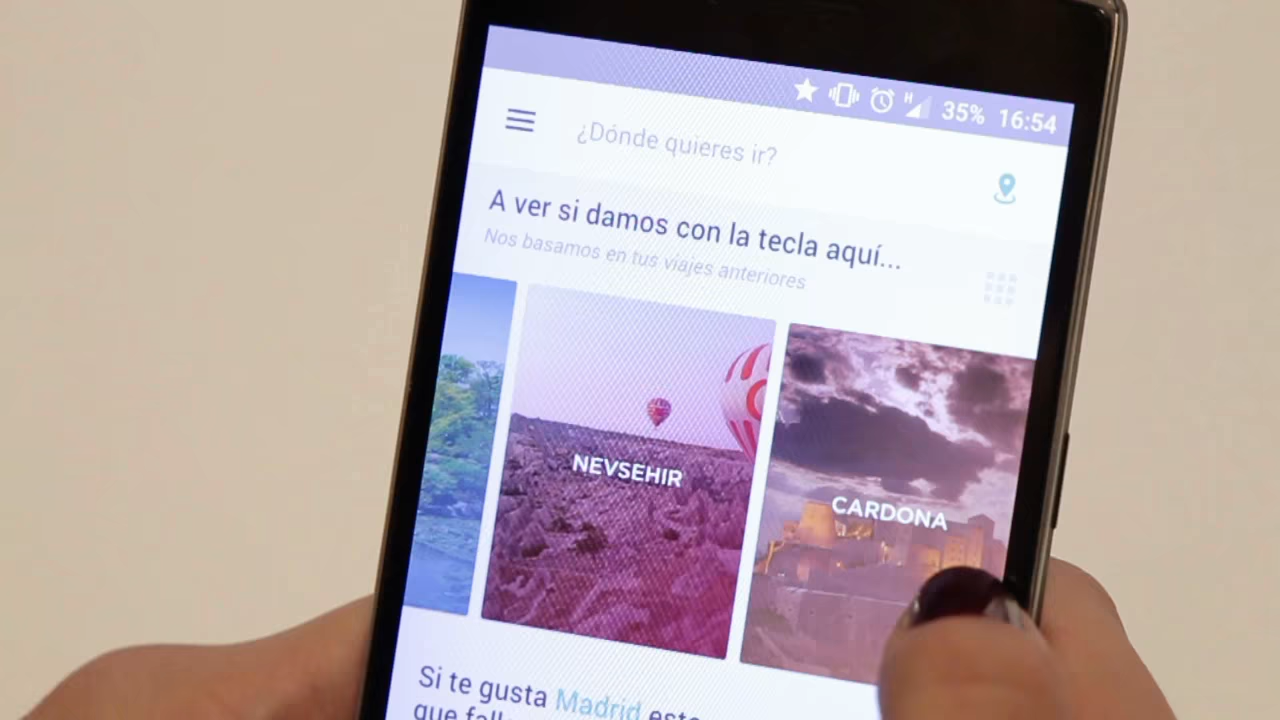 H 35% 16:54
¿Dónde quieres ir?
A ver si damos con la tecla aquí...
Nos basamos en tus viajes anteriores
NEVSEHIR
CARDONA
Si te gusta Madrid
que